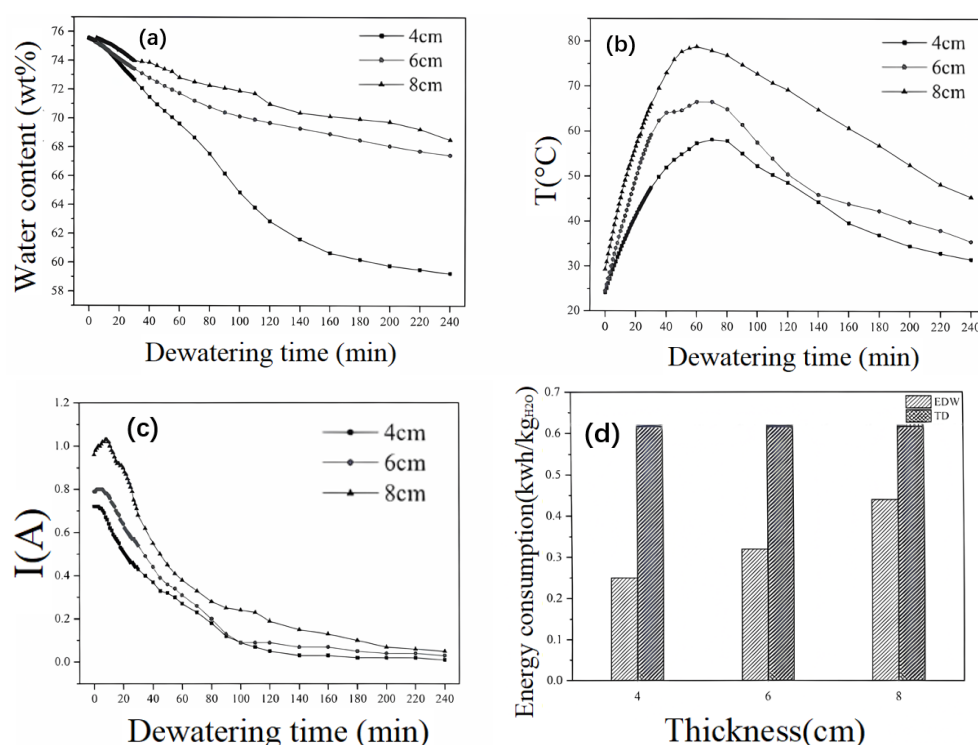 (a)
4cm
6cm
8cm
Water content (wt%)
76
74
72
70
68
66
64
62
60
58
0 20 40 60 80 100 120 140 160 180 200 220 240
Dewatering time (min)
(b)
4cm
6cm
8cm
T(°C)
80
70
60
50
40
30
20
0 20 40 60 80 100 120 140 160 180 200 220 240
Dewatering time (min)
(c)
4cm
6cm
8cm
I(A)
1.2
1.0
0.8
0.6
0.4
0.2
0.0
0 20 40 60 80 100 120 140 160 180 200 220 240
Dewatering time (min)
(d)
EDW
TD
Energy consumption(kwh/kgH2O)
0.7
0.6
0.5
0.4
0.3
0.2
0.1
0.0
4 6 8
Thickness(cm)